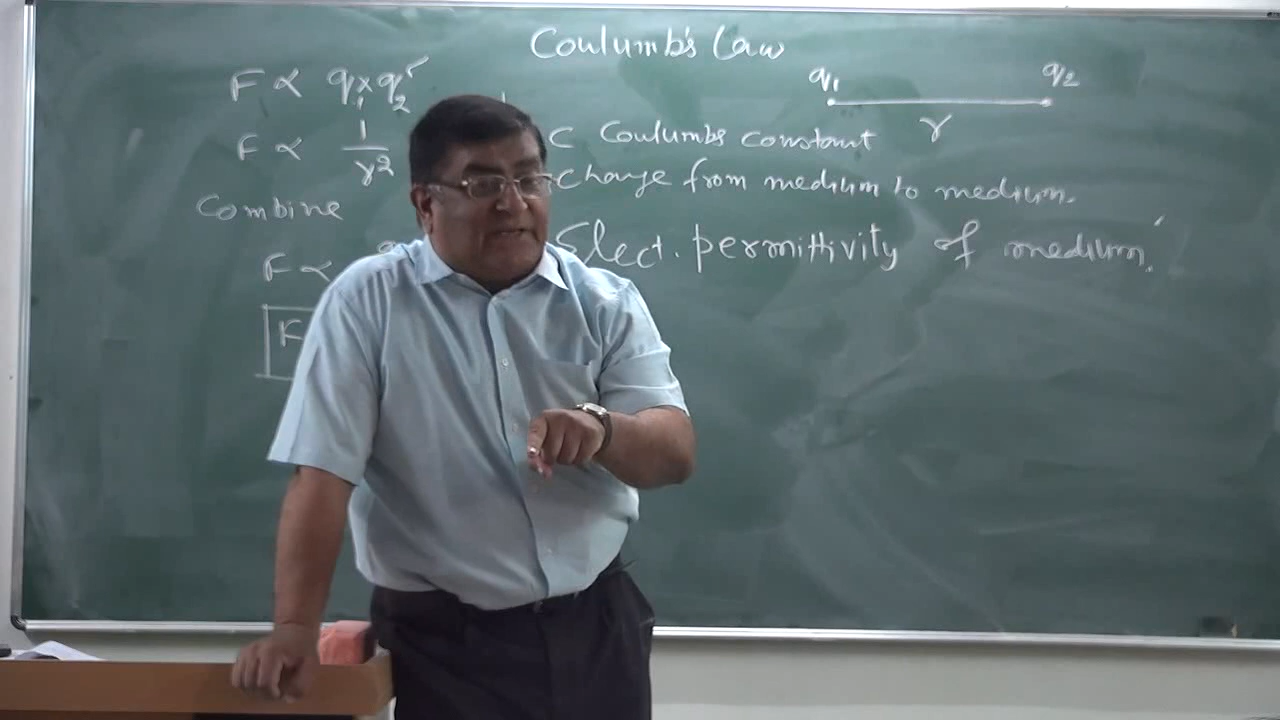 Coulumb's Law
F ∝ q₁ × q₂
q₁ q₂
r
F ∝ 1/r²
C Coulumbs constant
change from medium to medium.
Combine
Elect. permittivity of medium.
F ∝
F